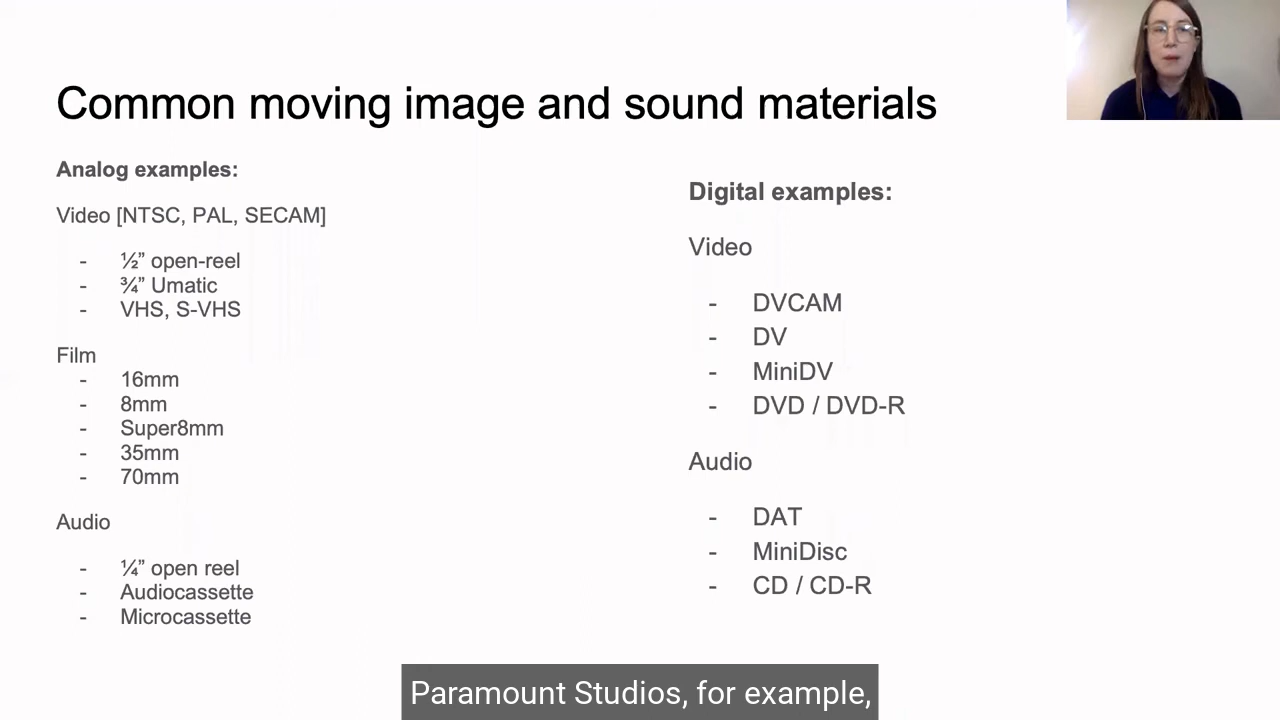 Common moving image and sound materials
Analog examples:
Video [NTSC, PAL, SECAM]
- ½” open-reel
- ¾” Umatic
- VHS, S-VHS
Film
- 16mm
- 8mm
- Super8mm
- 35mm
- 70mm
Audio
- ¼” open reel
- Audiocassette
- Microcassette
Digital examples:
Video
- DVCAM
- DV
- MiniDV
- DVD / DVD-R
Audio
- DAT
- MiniDisc
- CD / CD-R
Paramount Studios, for example,